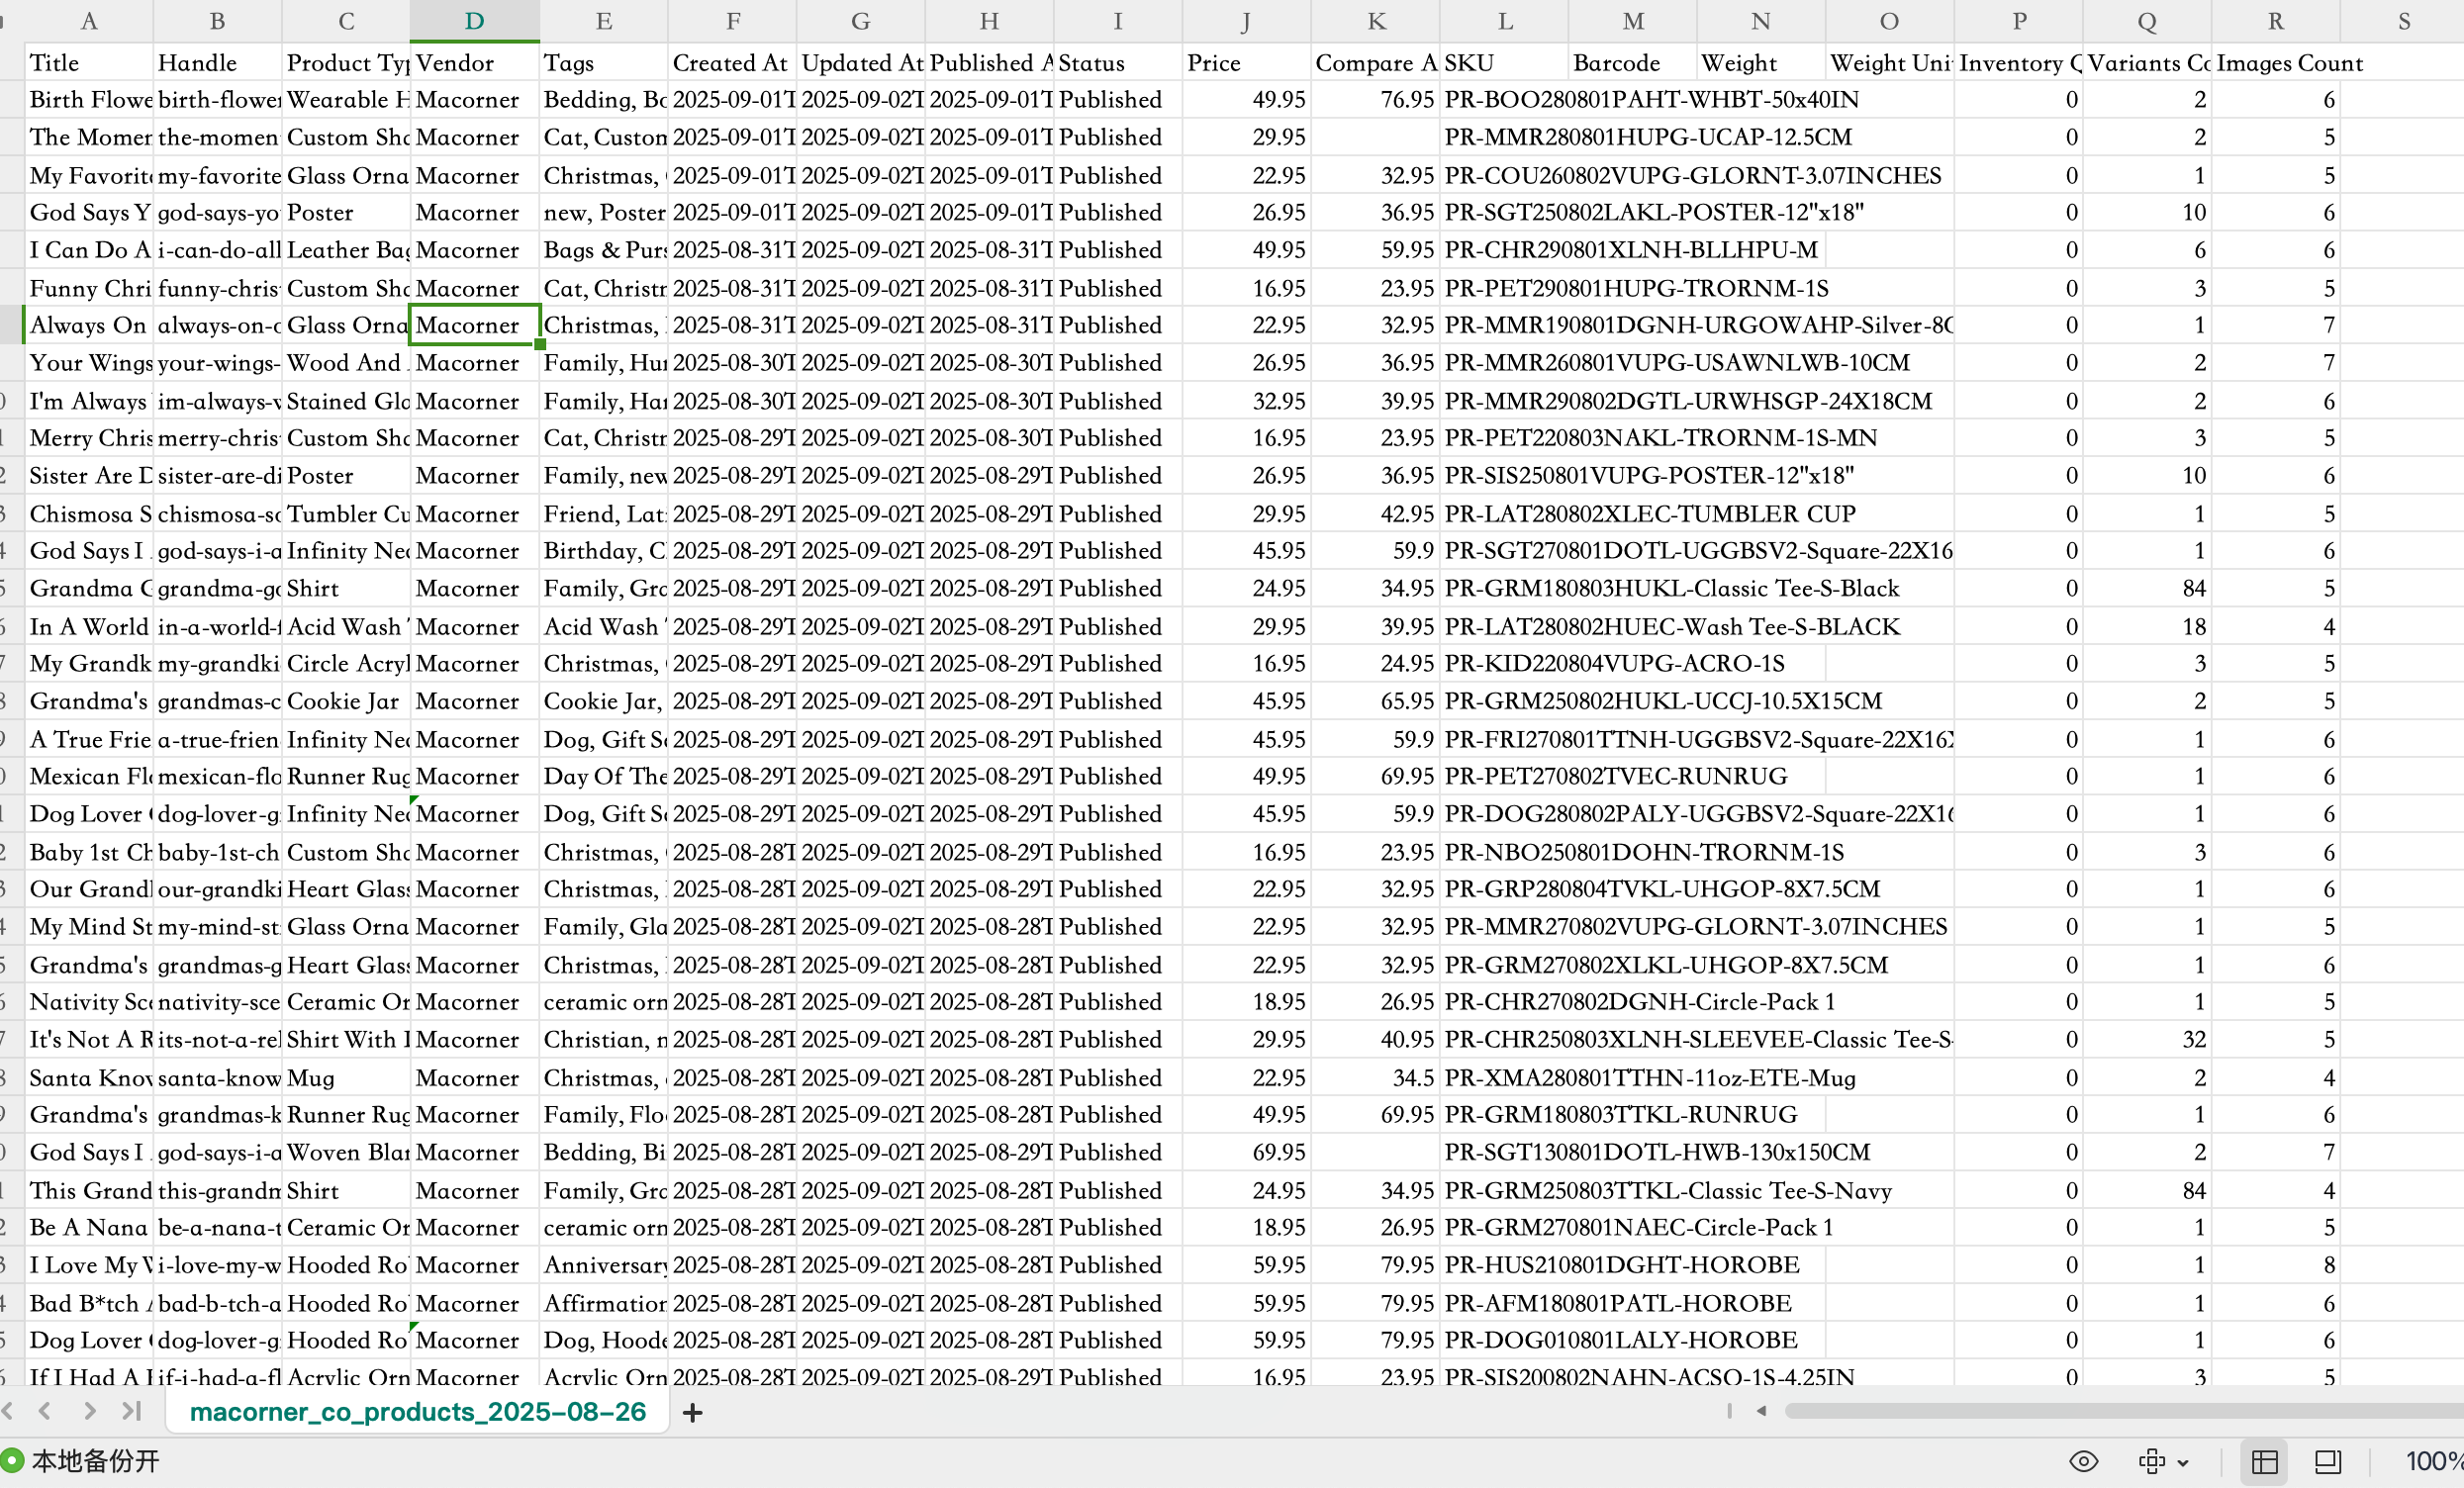 A B C D E F G H I J K L M N O P Q R S
Title Handle Product Typ Vendor Tags Created At Updated At Published A Status Price Compare A SKU Barcode Weight Weight Uni Inventory Q Variants Co Images Count
Birth Flowe birth-flower Wearable H Macorner Bedding, Bo 2025-09-01T 2025-09-02T 2025-09-01T Published 49.95 76.95 PR-BOO280801PAHT-WHBT-50x40IN 0 2 6
The Momen the-momen Custom Sha Macorner Cat, Custom 2025-09-01T 2025-09-02T 2025-09-01T Published 29.95 PR-MMR280801HUPG-UCAP-12.5CM 0 2 5
My Favorite my-favorite Glass Orna Macorner Christmas, 2025-09-01T 2025-09-02T 2025-09-01T Published 22.95 32.95 PR-COU260802VUPG-GLORNT-3.07INCHES 0 1 5
God Says Y god-says-yo Poster Macorner new, Poster 2025-09-01T 2025-09-02T 2025-09-01T Published 26.95 36.95 PR-SGT250802LAKL-POSTER-12"x18" 0 10 6
I Can Do A i-can-do-all Leather Bag Macorner Bags & Purs 2025-08-31T 2025-09-02T 2025-08-31T Published 49.95 59.95 PR-CHR290801XLNH-BLLHPU-M 0 6 6
Funny Chri funny-chris Custom Sha Macorner Cat, Christm 2025-08-31T 2025-09-02T 2025-08-31T Published 16.95 23.95 PR-PET290801HUPG-TRORNM-1S 0 3 5
Always On always-on-o Glass Orna Macorner Christmas, 2025-08-31T 2025-09-02T 2025-08-31T Published 22.95 32.95 PR-MMR190801DGNH-URGOWAHP-Silver-8C 0 1 7
Your Wings your-wings- Wood And Macorner Family, Hur 2025-08-30T 2025-09-02T 2025-08-30T Published 26.95 36.95 PR-MMR260801VUPG-USAWNLWB-10CM 0 2 7
I'm Always im-always-w Stained Gla Macorner Family, Han 2025-08-30T 2025-09-02T 2025-08-30T Published 32.95 39.95 PR-MMR290802DGTL-URWHSGP-24X18CM 0 2 6
Merry Chris merry-chris Custom Sha Macorner Cat, Christm 2025-08-29T 2025-09-02T 2025-08-30T Published 16.95 23.95 PR-PET220803NAKL-TRORNM-1S-MN 0 3 5
Sister Are D sister-are-di Poster Macorner Family, new 2025-08-29T 2025-09-02T 2025-08-29T Published 26.95 36.95 PR-SIS250801VUPG-POSTER-12"x18" 0 10 6
Chismosa S chismosa-so Tumbler Cu Macorner Friend, Lat 2025-08-29T 2025-09-02T 2025-08-29T Published 29.95 42.95 PR-LAT280802XLEC-TUMBLER CUP 0 1 5
God Says I god-says-i-a Infinity Nec Macorner Birthday, C 2025-08-29T 2025-09-02T 2025-08-29T Published 45.95 59.9 PR-SGT270801DOTL-UGGBSV2-Square-22X16 0 1 6
Grandma G grandma-go Shirt Macorner Family, Gra 2025-08-29T 2025-09-02T 2025-08-29T Published 24.95 34.95 PR-GRM180803HUKL-Classic Tee-S-Black 0 84 5
In A World in-a-world-f Acid Wash Macorner Acid Wash 2025-08-29T 2025-09-02T 2025-08-29T Published 29.95 39.95 PR-LAT280802HUEC-Wash Tee-S-BLACK 0 18 4
My Grandk my-grandki Circle Acryl Macorner Christmas, 2025-08-29T 2025-09-02T 2025-08-29T Published 16.95 24.95 PR-KID220804VUPG-ACRO-1S 0 3 5
Grandma's grandmas-c Cookie Jar Macorner Cookie Jar, 2025-08-29T 2025-09-02T 2025-08-29T Published 45.95 65.95 PR-GRM250802HUKL-UCCJ-10.5X15CM 0 2 5
A True Frie a-true-frien Infinity Nec Macorner Dog, Gift Se 2025-08-29T 2025-09-02T 2025-08-29T Published 45.95 59.9 PR-FRI270801TTNH-UGGBSV2-Square-22X16X 0 1 6
Mexican Flo mexican-flo Runner Rug Macorner Day Of The 2025-08-29T 2025-09-02T 2025-08-29T Published 49.95 69.95 PR-PET270802TVEC-RUNRUG 0 1 6
Dog Lover dog-lover-g Infinity Nec Macorner Dog, Gift Se 2025-08-29T 2025-09-02T 2025-08-29T Published 45.95 59.9 PR-DOG280802PALY-UGGBSV2-Square-22X16 0 1 6
Baby 1st Ch baby-1st-ch Custom Sha Macorner Christmas, 2025-08-28T 2025-09-02T 2025-08-29T Published 16.95 23.95 PR-NBO250801DOHN-TRORNM-1S 0 3 6
Our Grandl our-grandki Heart Glass Macorner Christmas, 2025-08-28T 2025-09-02T 2025-08-29T Published 22.95 32.95 PR-GRP280804TVKL-UHGOP-8X7.5CM 0 1 6
My Mind St my-mind-st Glass Orna Macorner Family, Gla 2025-08-28T 2025-09-02T 2025-08-28T Published 22.95 32.95 PR-MMR270802VUPG-GLORNT-3.07INCHES 0 1 5
Grandma's grandmas-g Heart Glass Macorner Christmas, 2025-08-28T 2025-09-02T 2025-08-28T Published 22.95 32.95 PR-GRM270802XLKL-UHGOP-8X7.5CM 0 1 6
Nativity Sce nativity-sce Ceramic Or Macorner ceramic orn 2025-08-28T 2025-09-02T 2025-08-28T Published 18.95 26.95 PR-CHR270802DGNH-Circle-Pack 1 0 1 5
It's Not A R its-not-a-rel Shirt With Macorner Christian, n 2025-08-28T 2025-09-02T 2025-08-28T Published 29.95 40.95 PR-CHR250803XLNH-SLEEVEE-Classic Tee-S- 0 32 5
Santa Know santa-know Mug Macorner Christmas, 2025-08-28T 2025-09-02T 2025-08-28T Published 22.95 34.5 PR-XMA280801TTHN-11oz-ETE-Mug 0 2 4
Grandma's grandmas-k Runner Rug Macorner Family, Flo 2025-08-28T 2025-09-02T 2025-08-28T Published 49.95 69.95 PR-GRM180803TTKL-RUNRUG 0 1 6
God Says I god-says-i-a Woven Blan Macorner Bedding, Bi 2025-08-28T 2025-09-02T 2025-08-29T Published 69.95 PR-SGT130801DOTL-HWB-130x150CM 0 2 7
This Grand this-grandm Shirt Macorner Family, Gra 2025-08-28T 2025-09-02T 2025-08-28T Published 24.95 34.95 PR-GRM250803TTKL-Classic Tee-S-Navy 0 84 4
Be A Nana be-a-nana-t Ceramic Or Macorner ceramic orn 2025-08-28T 2025-09-02T 2025-08-28T Published 18.95 26.95 PR-GRM270801NAEC-Circle-Pack 1 0 1 5
I Love My W i-love-my-w Hooded Ro Macorner Anniversary 2025-08-28T 2025-09-02T 2025-08-28T Published 59.95 79.95 PR-HUS210801DGHT-HOROBE 0 1 8
Bad B*tch A bad-b-tch-a Hooded Ro Macorner Affirmation 2025-08-28T 2025-09-02T 2025-08-28T Published 59.95 79.95 PR-AFM180801PATL-HOROBE 0 1 6
Dog Lover dog-lover-g Hooded Ro Macorner Dog, Hoode 2025-08-28T 2025-09-02T 2025-08-28T Published 59.95 79.95 PR-DOG010801LALY-HOROBE 0 1 6
If I Had A F if-i-had-a-fl Acrylic Orn Macorner Acrylic Orn 2025-08-28T 2025-09-02T 2025-08-29T Published 16.95 23.95 PR-SIS200802NAHN-ACSO-1S-4.25IN 0 3 5
macorner_co_products_2025-08-26
本地备份开 100%